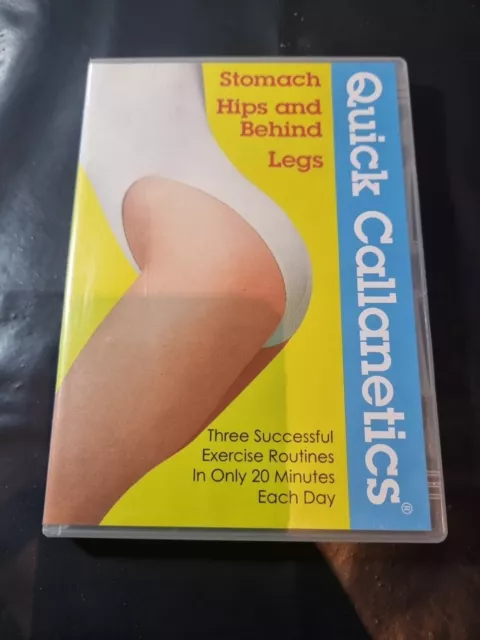 Stomach
Hips and
Behind
Legs
Quick Callanetics®
Three Successful
Exercise Routines
In Only 20 Minutes
Each Day